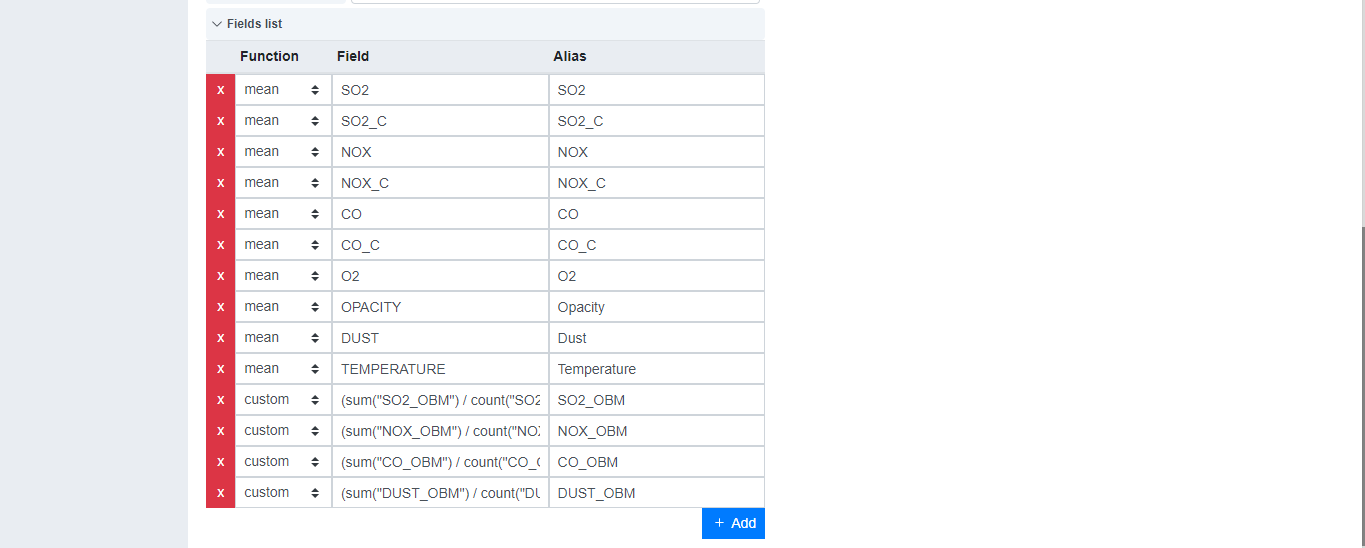 Fields list
Function Field Alias
x mean SO2 SO2
x mean SO2_C SO2_C
x mean NOX NOX
x mean NOX_C NOX_C
x mean CO CO
x mean CO_C CO_C
x mean O2 O2
x mean OPACITY Opacity
x mean DUST Dust
x mean TEMPERATURE Temperature
x custom (sum("SO2_OBM") / count("SO2 SO2_OBM
x custom (sum("NOX_OBM") / count("NO NOX_OBM
x custom (sum("CO_OBM") / count("CO_ CO_OBM
x custom (sum("DUST_OBM") / count("DU DUST_OBM
+ Add